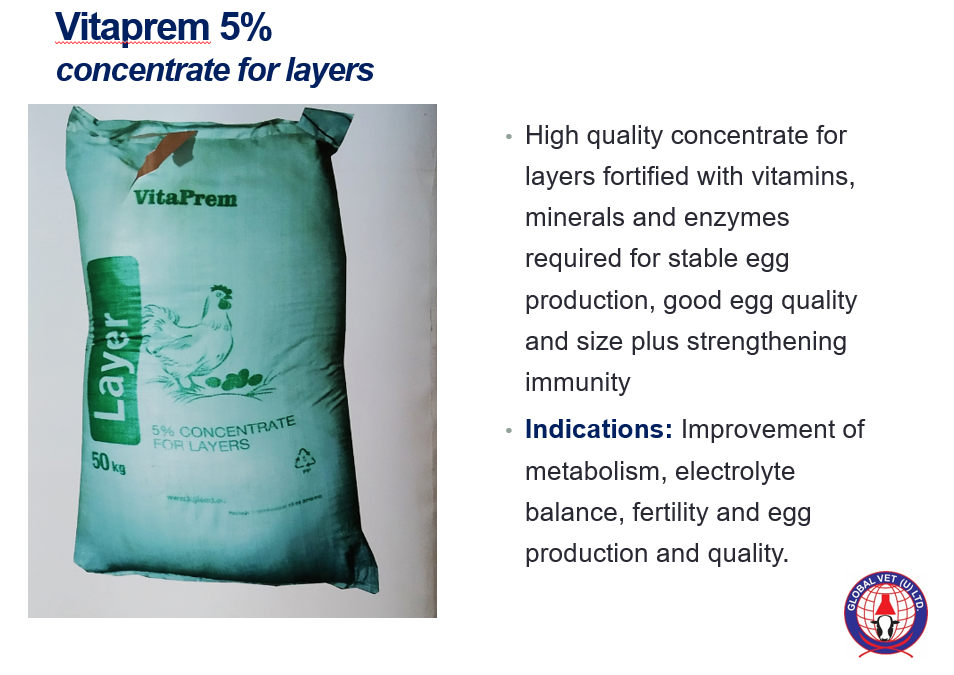 Vitaprem 5%
concentrate for layers
VitaPrem
Layer
5% CONCENTRATE
FOR LAYERS
50 kg
PP
• High quality concentrate for
layers fortified with vitamins,
minerals and enzymes
required for stable egg
production, good egg quality
and size plus strengthening
immunity
• Indications: Improvement of
metabolism, electrolyte
balance, fertility and egg
production and quality.
GLOBAL VET (U) LTD.